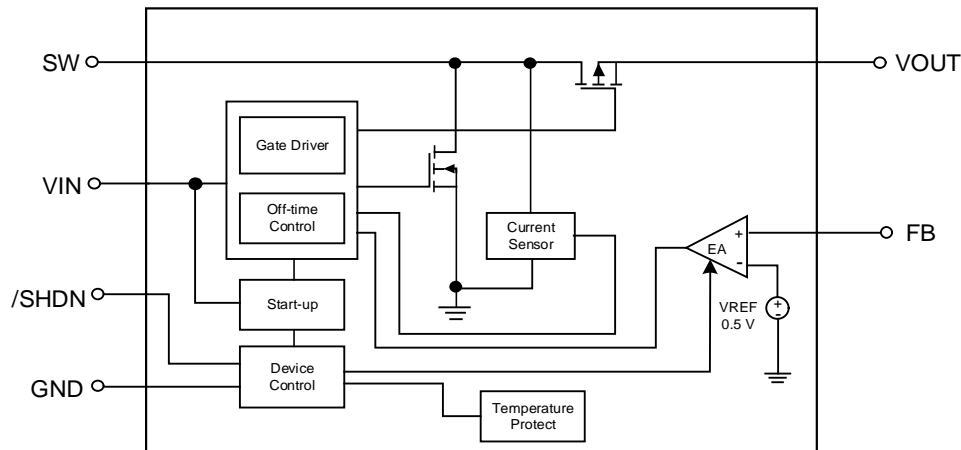 SW
VOUT
Gate Driver
VIN
Off-time
Control
Current
Sensor
+
EA
-
FB
/SHDN
Start-up
VREF
0.5 V
+
-
GND
Device
Control
Temperature
Protect